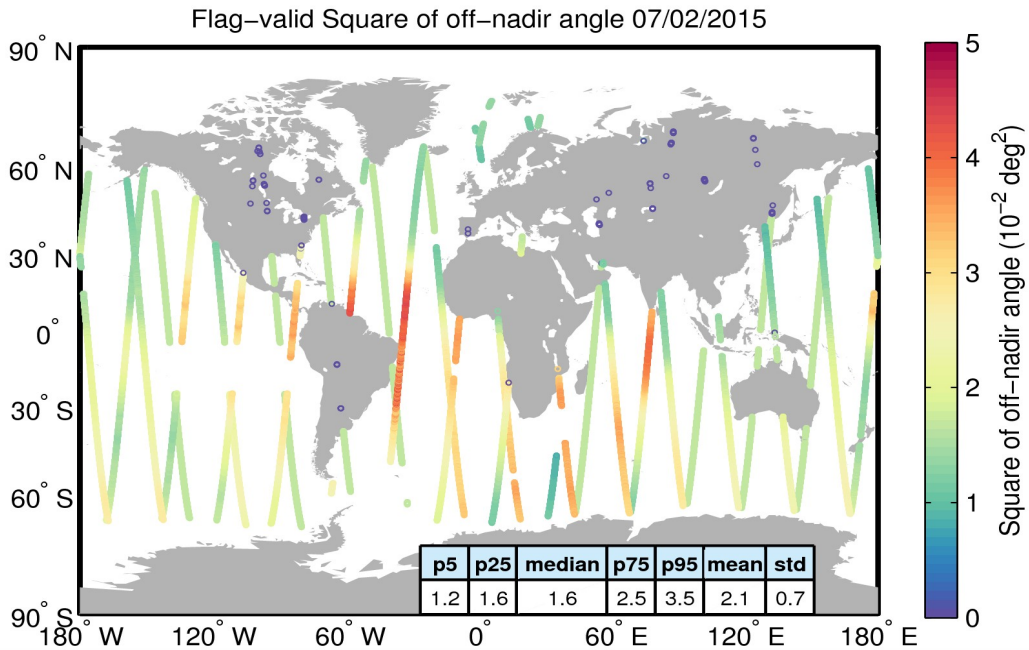 Flag−valid Square of off−nadir angle 07/02/2015
90° N
60° N
30° N
0°
30° S
60° S
90° S
180° W
120° W
60° W
0°
60° E
120° E
180° E
p5 p25 median p75 p95 mean std
1.2 1.6 1.6 2.5 3.5 2.1 0.7
5
4
3
2
1
0
Square of off−nadir angle (10⁻² deg²)